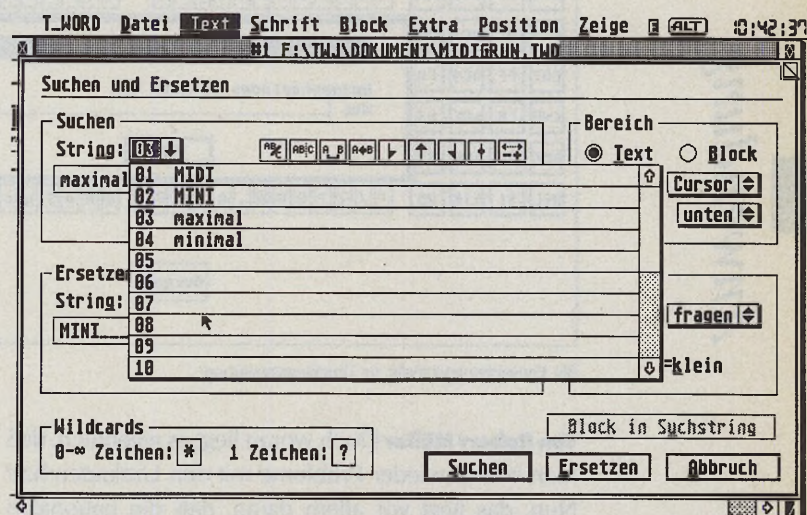 T_WORD Datei Text Schrift Block Extra Position Zeige ALT 10:42:37
#1 F:\TWJ\DOKUMENT\MIDIGRUN.TWD
Suchen und Ersetzen
Suchen
String: 03
Bereich
Text Block
maximal
Cursor
unten
01 MIDI
02 MINI
03 maximal
04 minimal
05
06
07
08
09
10
Ersetzen
String:
MINI
fragen
=klein
Wildcards
0-∞ Zeichen: * 1 Zeichen: ?
Block in Suchstring
Suchen Ersetzen Abbruch